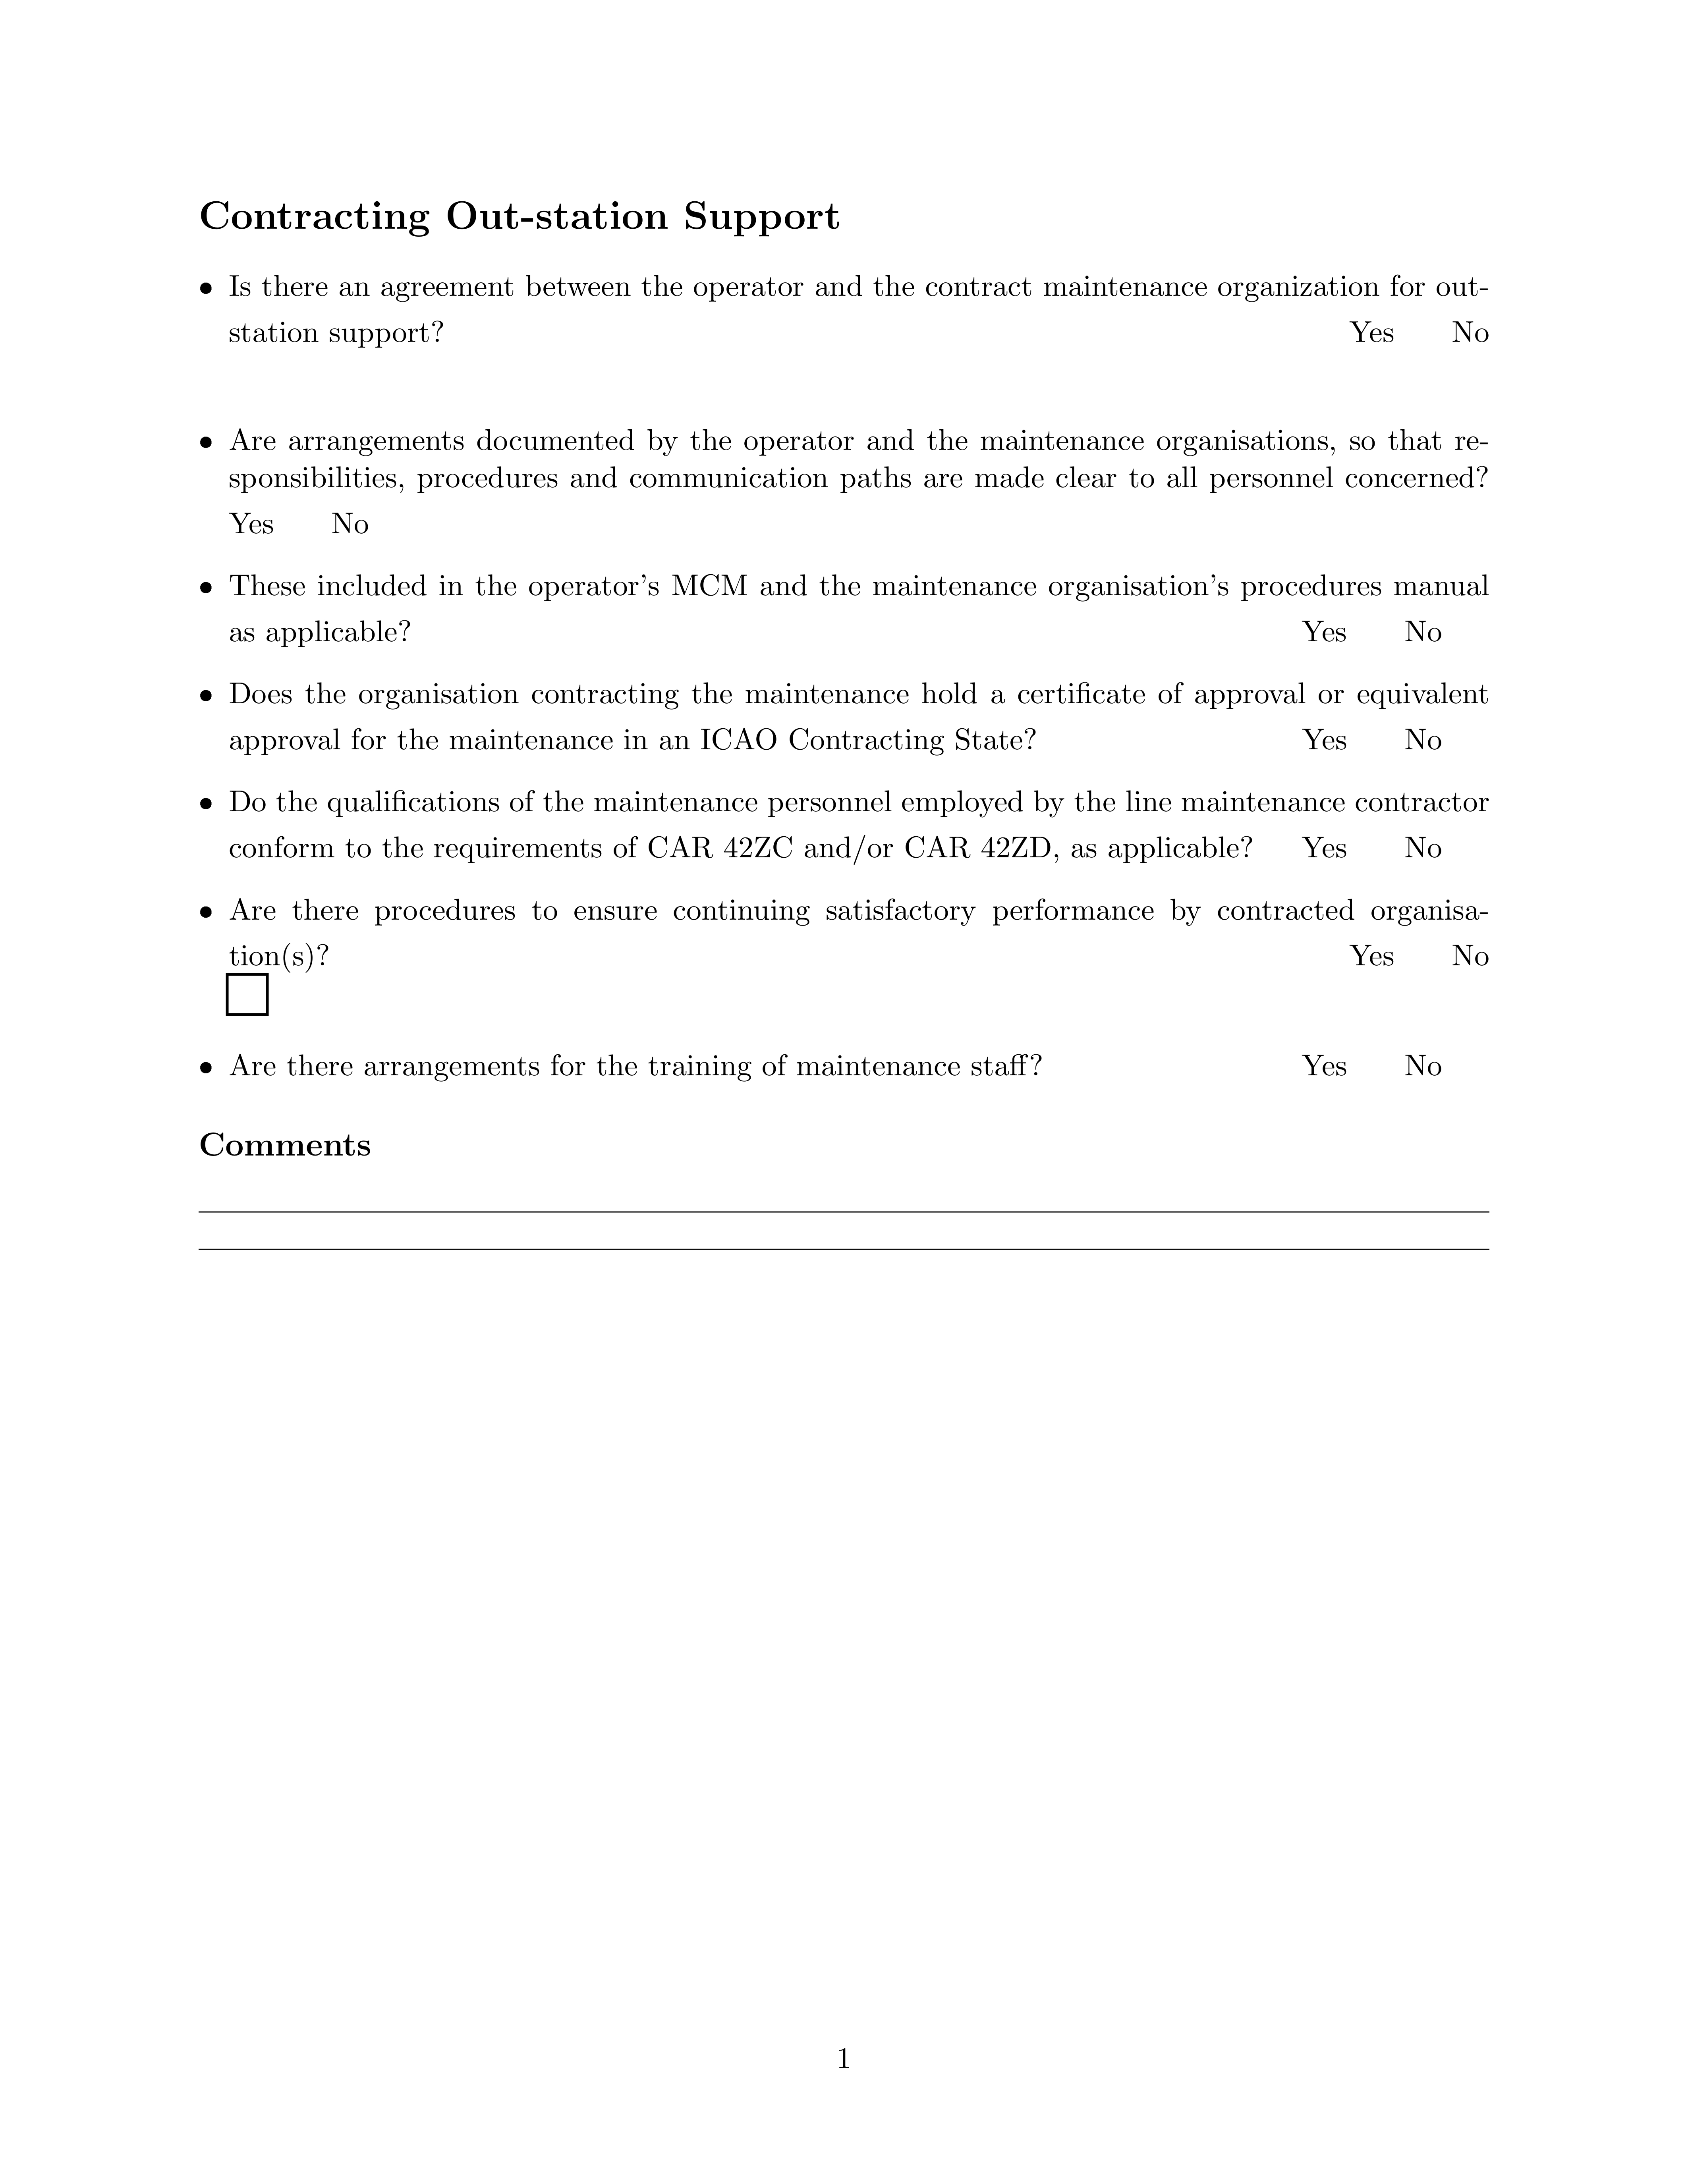 Contracting Out-station Support
• Is there an agreement between the operator and the contract maintenance organization for out-
station support? Yes No
• Are arrangements documented by the operator and the maintenance organisations, so that re-
sponsibilities, procedures and communication paths are made clear to all personnel concerned?
Yes No
• These included in the operator's MCM and the maintenance organisation's procedures manual
as applicable? Yes No
• Does the organisation contracting the maintenance hold a certificate of approval or equivalent
approval for the maintenance in an ICAO Contracting State? Yes No
• Do the qualifications of the maintenance personnel employed by the line maintenance contractor
conform to the requirements of CAR 42ZC and/or CAR 42ZD, as applicable? Yes No
• Are there procedures to ensure continuing satisfactory performance by contracted organisa-
tion(s)? Yes No
• Are there arrangements for the training of maintenance staff? Yes No
Comments
1